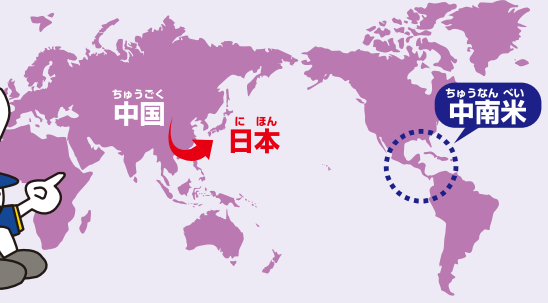 ちゅうごく
中国
に ほん
日本
ちゅうなん べい
中南米